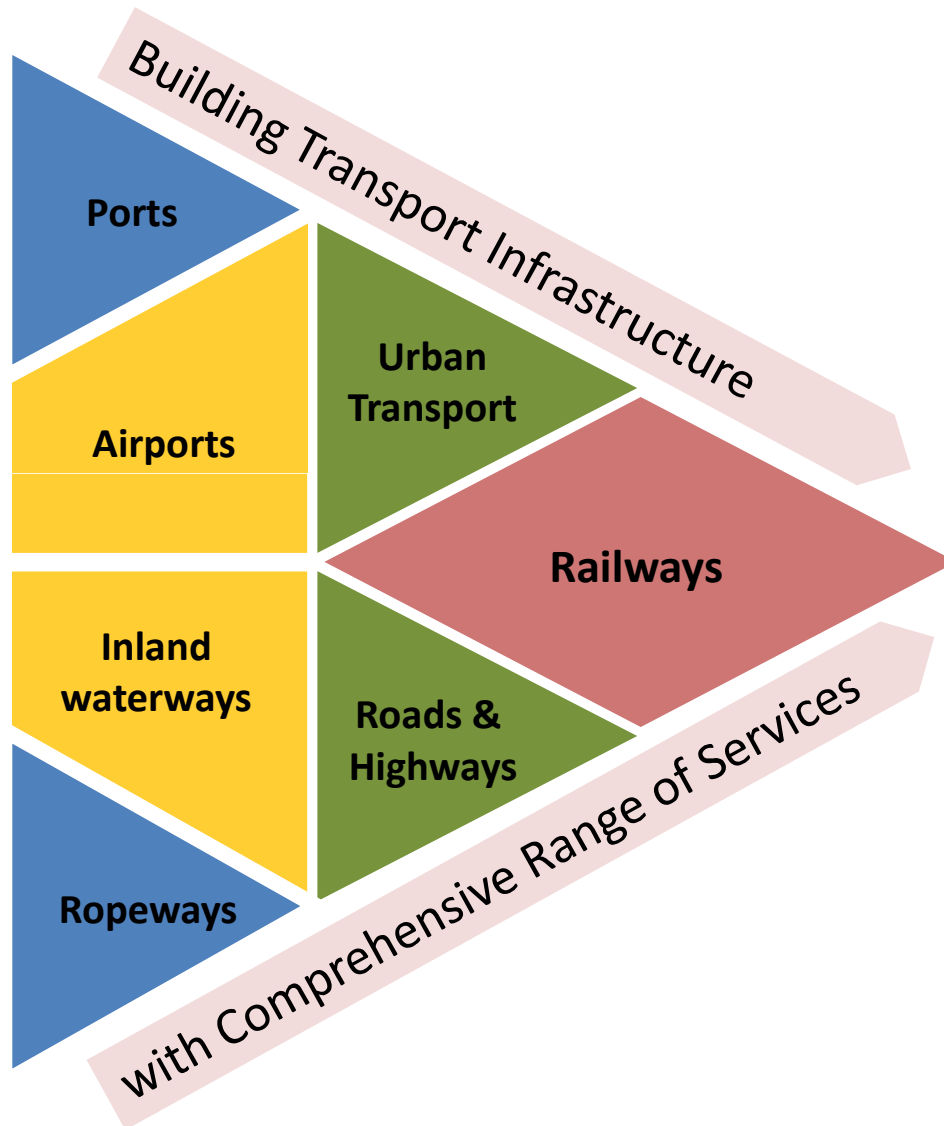 Building Transport Infrastructure
Ports
Urban
Transport
Airports
Railways
Inland
waterways
Roads &
Highways
Ropeways
with Comprehensive Range of Services